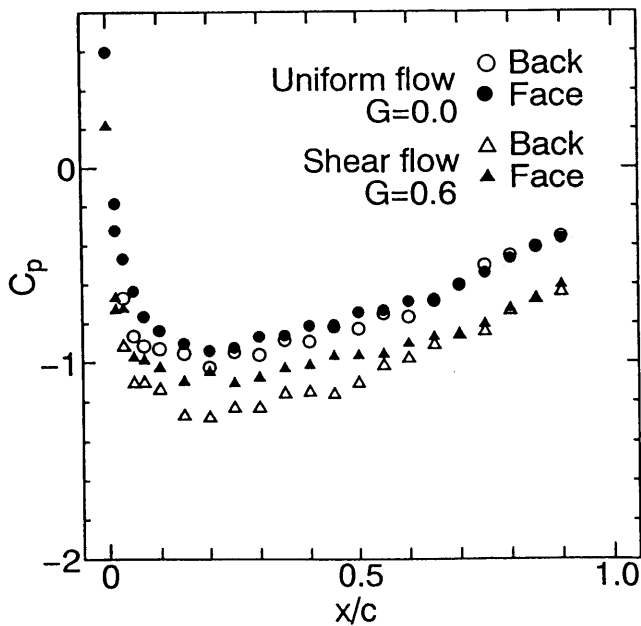 Uniform flow
G=0.0
Back
Face
Shear flow
G=0.6
Back
Face
0
-1
-2
Cp
0
0.5
1.0
x/c